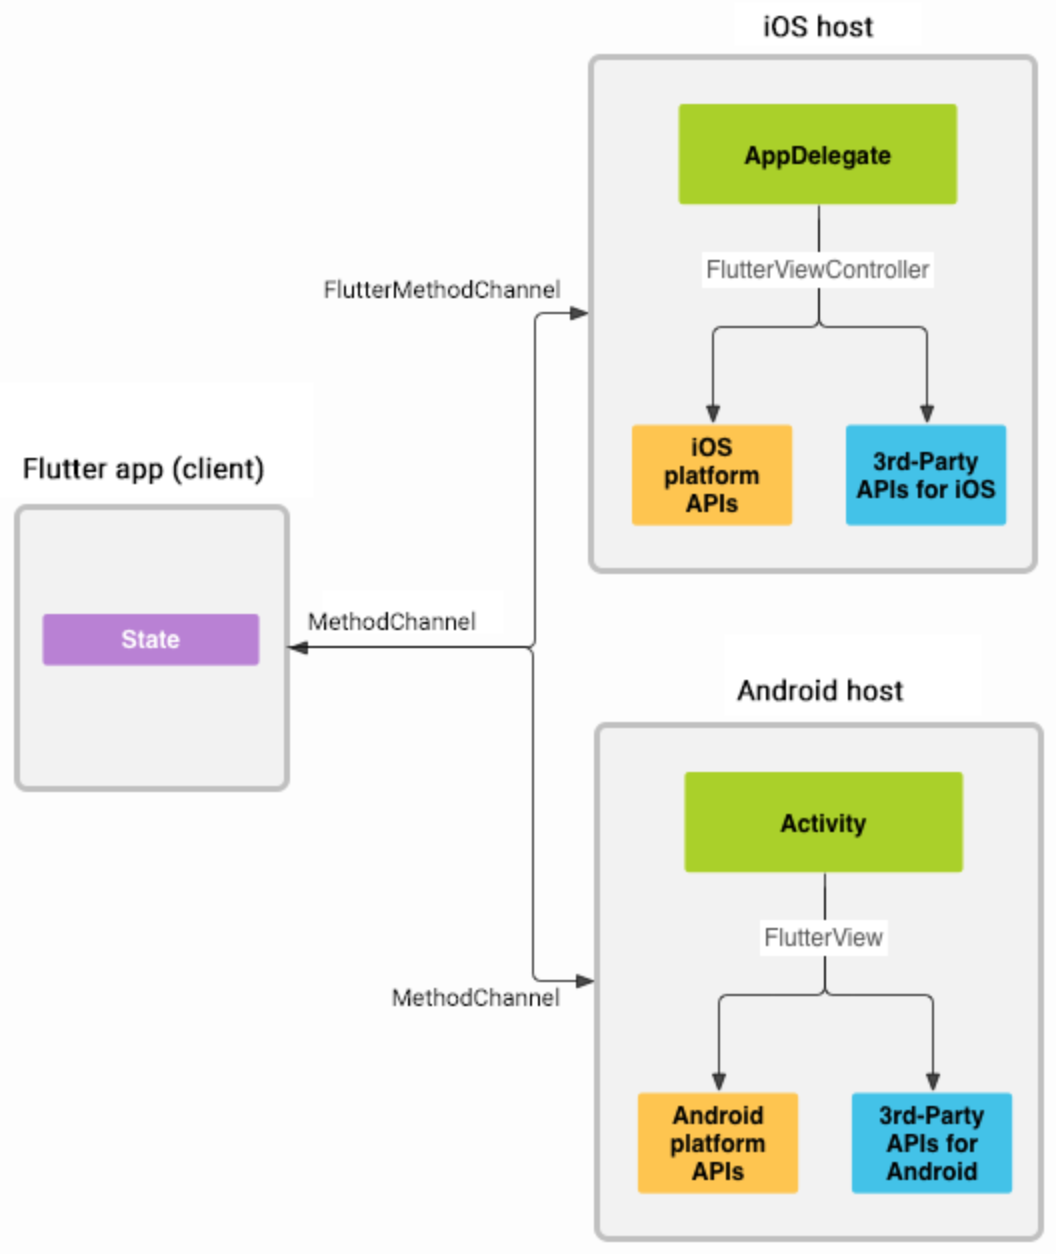 iOS host
AppDelegate
FlutterViewController
FlutterMethodChannel
iOS
platform
APIs
3rd-Party
APIs for iOS
Flutter app (client)
State
MethodChannel
Android host
Activity
FlutterView
MethodChannel
Android
platform
APIs
3rd-Party
APIs for
Android